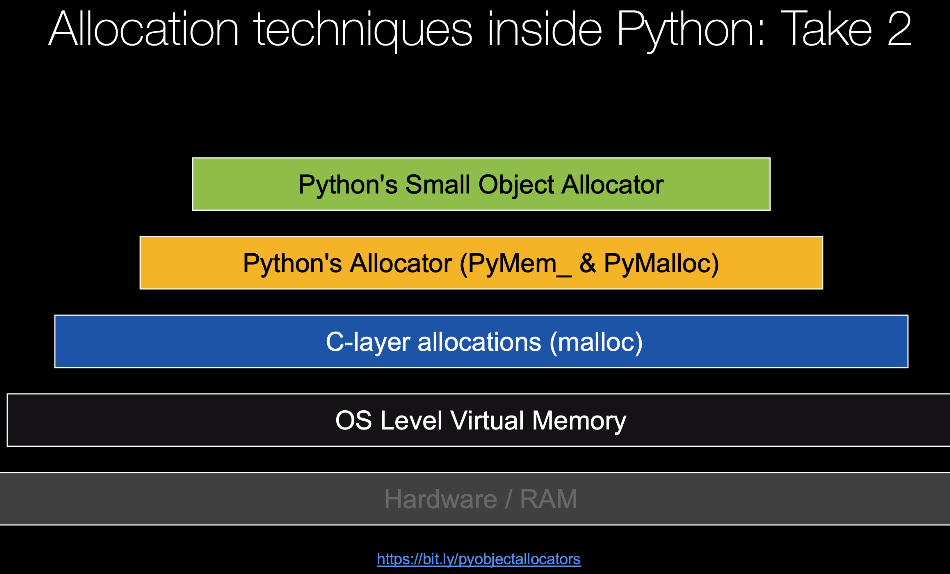 Allocation techniques inside Python: Take 2
Python's Small Object Allocator
Python's Allocator (PyMem_ & PyMalloc)
C-layer allocations (malloc)
OS Level Virtual Memory
Hardware / RAM
https://bit.ly/pyobjectallocators